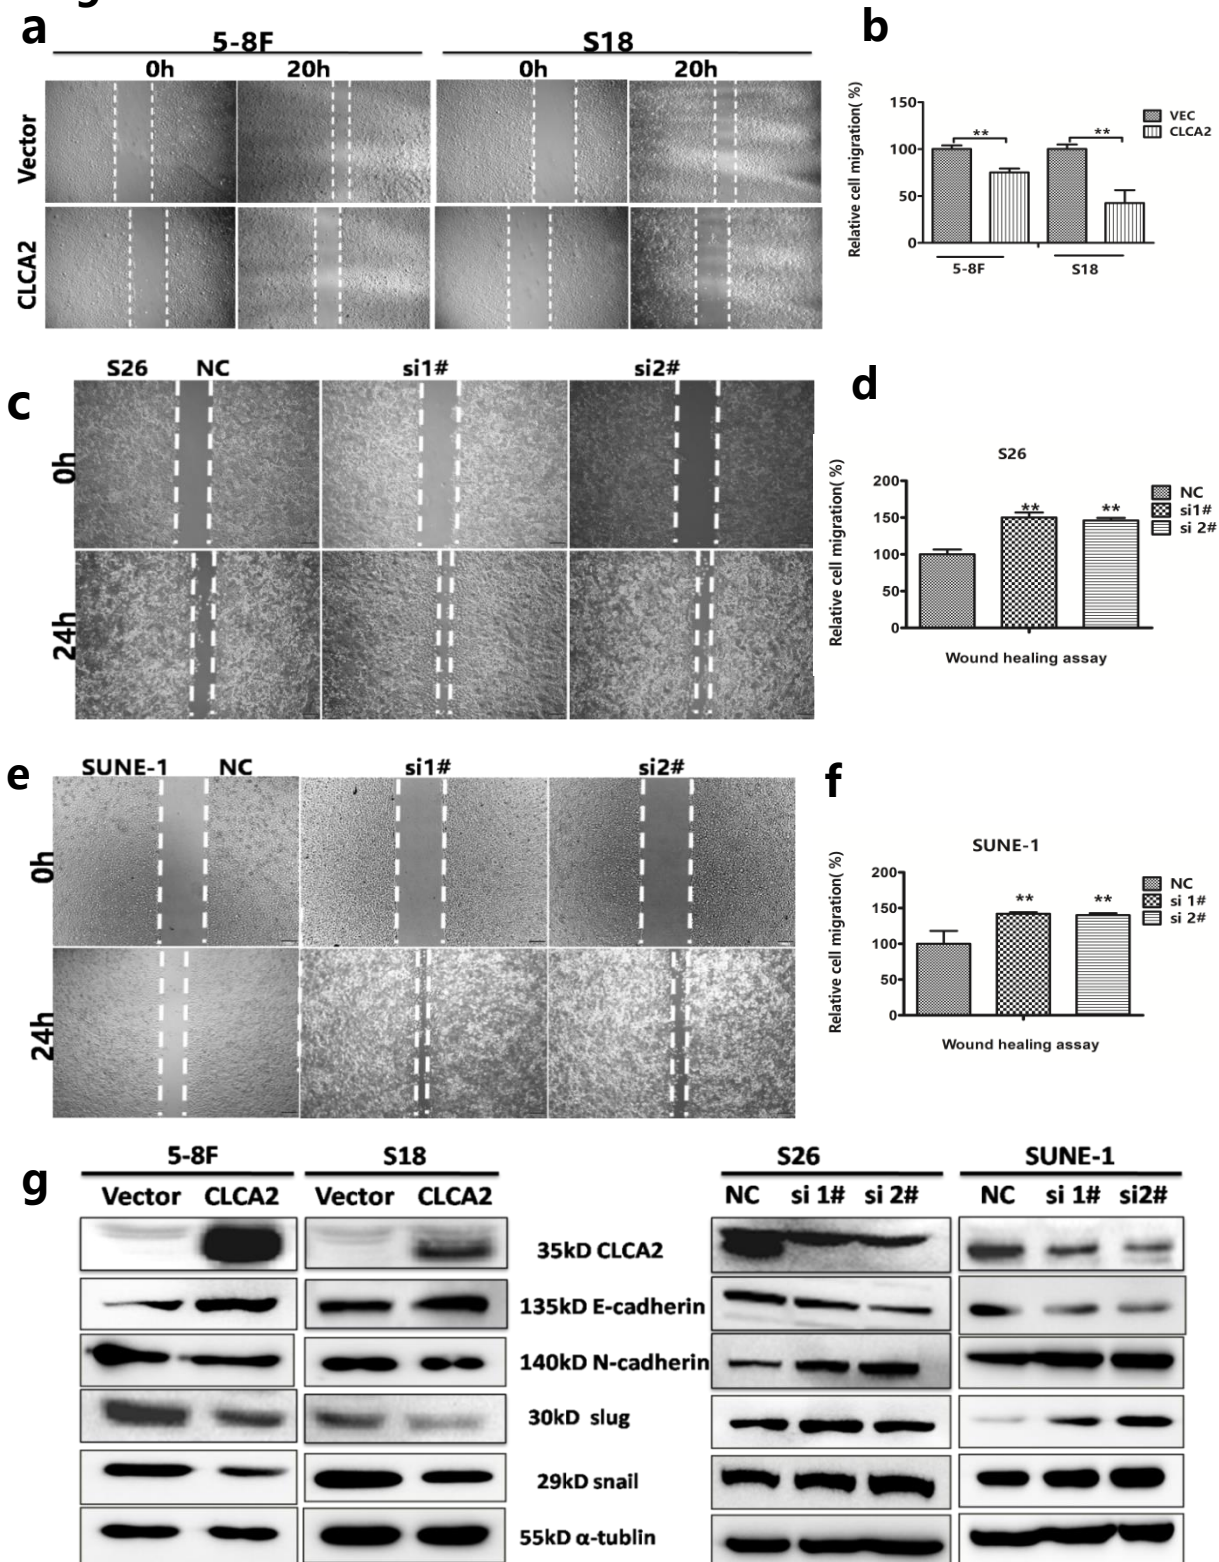 a
5-8F
S18
0h
20h
0h
20h
Vector
CLCA2
b
Relative cell migration( %)
150
100
50
0
**
**
VEC
CLCA2
5-8F
S18
c
S26
NC
si1#
si2#
0h
24h
d
S26
Relative cell migration( %)
200
150
100
50
0
**
**
NC
si1#
si 2#
Wound healing assay
e
SUNE-1
NC
si1#
si2#
0h
24h
f
SUNE-1
Relative cell migration( %)
200
150
100
50
0
**
**
NC
si 1#
si 2#
Wound healing assay
g
5-8F
S18
S26
SUNE-1
Vector
CLCA2
Vector
CLCA2
NC
si 1#
si 2#
NC
si 1#
si2#
35kD CLCA2
135kD E-cadherin
140kD N-cadherin
30kD slug
29kD snail
55kD α-tublin